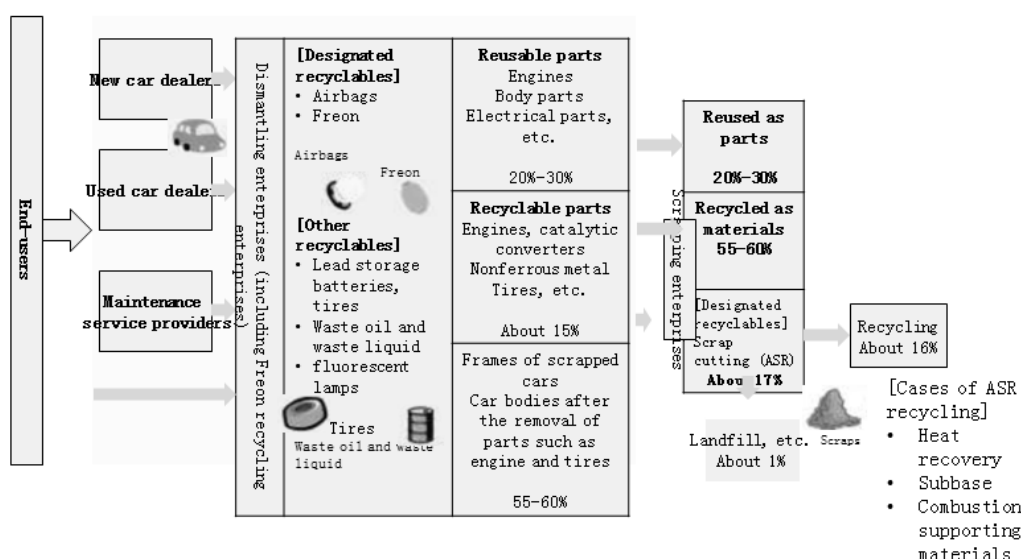 End-users
New car dealers
Used car dealers
Maintenance
service providers
Dismantling enterprises (including Freon recycling
enterprises)
[Designated
recyclables]
• Airbags
• Freon
Airbags
Freon
[Other
recyclables]
• Lead storage
batteries,
tires
• Waste oil and
waste liquid
• fluorescent
lamps
Tires
Waste oil and waste
liquid
Reusable parts
Engines
Body parts
Electrical parts,
etc.
20%-30%
Recyclable parts
Engines, catalytic
converters
Nonferrous metal
Tires, etc.
About 15%
Frames of scrapped
cars
Car bodies after
the removal of
parts such as
engine and tires
55-60%
Scrapping enterprises
Reused as
parts
20%-30%
Recycled as
materials
55-60%
[Designated
recyclables]
Scrap
cutting (ASR)
About 17%
Recycling
About 16%
Landfill, etc.
About 1%
Scraps
[Cases of ASR
recycling]
• Heat
recovery
• Subbase
• Combustion
supporting
materials